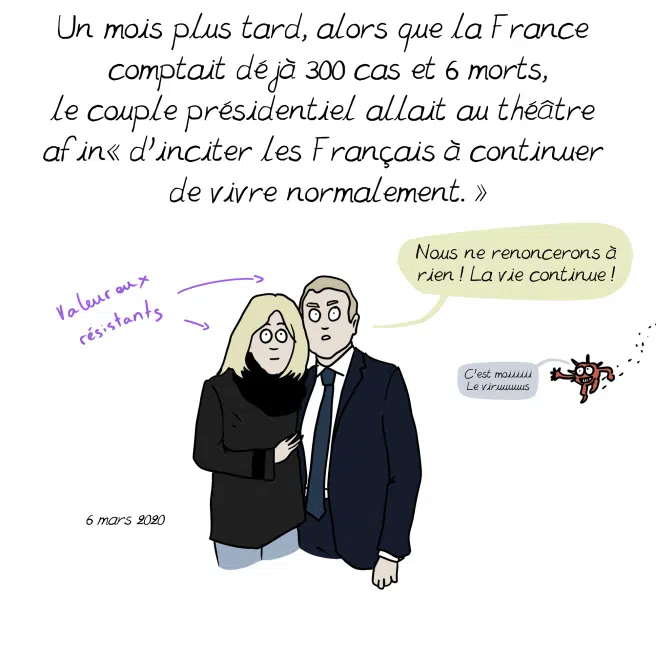 Un mois plus tard, alors que la France
comptait déjà 300 cas et 6 morts,
le couple présidentiel allait au théâtre
afin« d'inciter les Français à continuer
de vivre normalement. »
Nous ne renoncerons à
rien ! La vie continue !
valeureux
résistants
C'est moiuuuu
Le viruuuuus
6 mars 2020